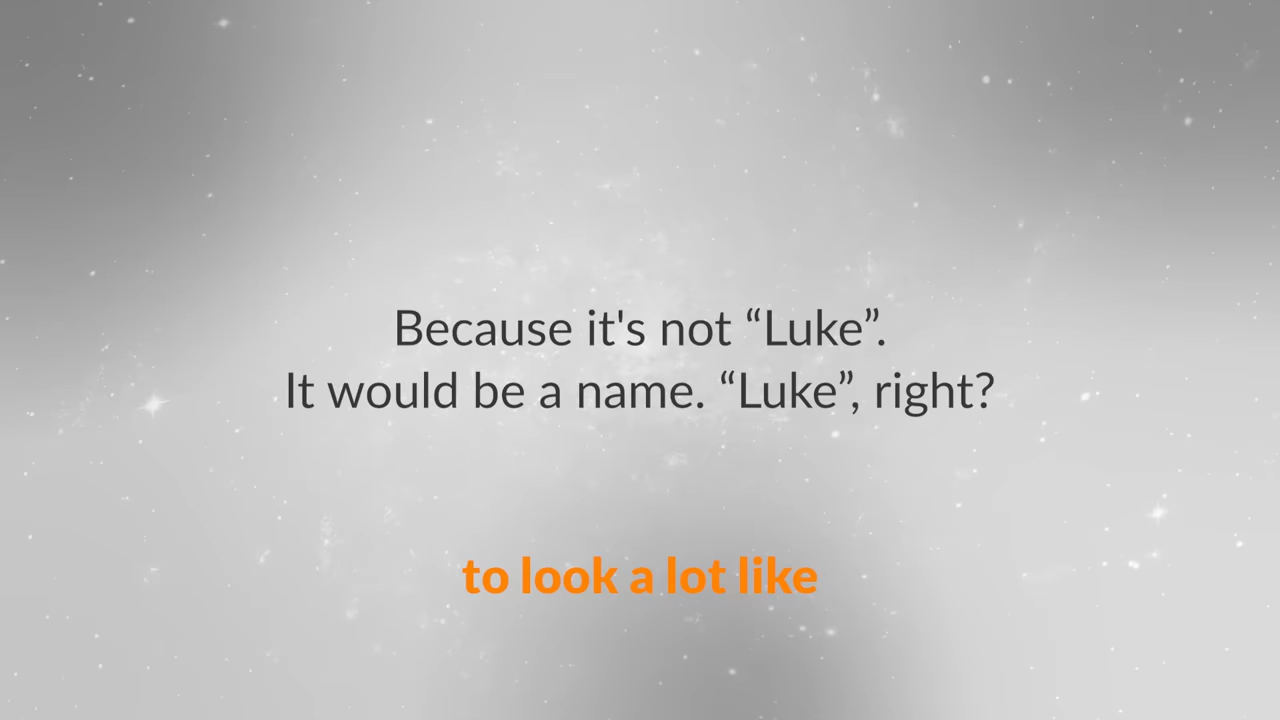 Because it's not “Luke”.
It would be a name. “Luke”, right?
to look a lot like